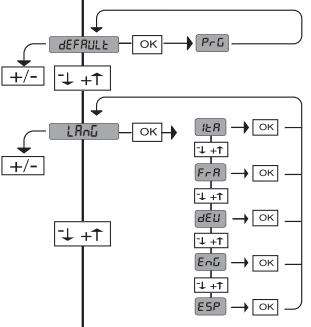 dEFAULt OK PrG
+/- -↓ +↑
LAnG OK ItA OK
-↓ +↑
+/- FrA OK
-↓ +↑
-↓ +↑ dEU OK
-↓ +↑
EnG OK
-↓ +↑
ESP OK